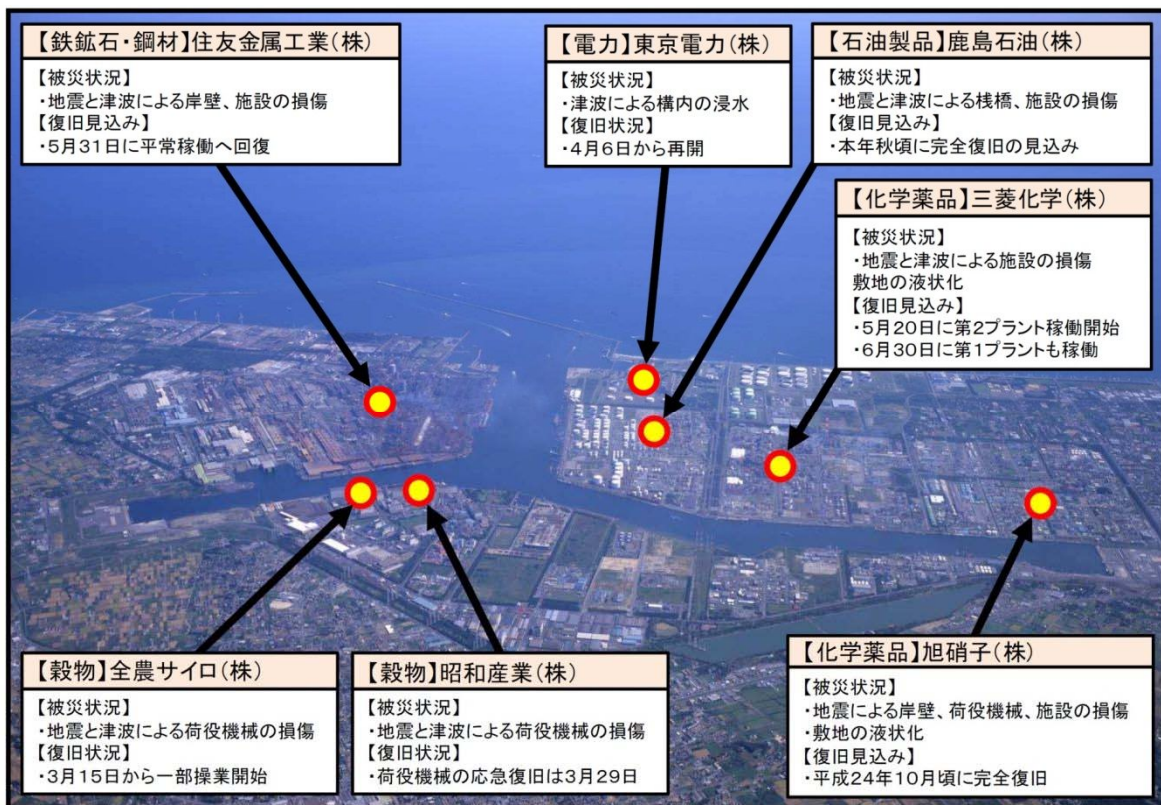 【鉄鉱石・鋼材】住友金属工業(株)
【被災状況】
・地震と津波による岸壁、施設の損傷
【復旧見込み】
・5月31日に平常稼働へ回復
【電力】東京電力(株)
【被災状況】
・津波による構内の浸水
【復旧状況】
・4月6日から再開
【石油製品】鹿島石油(株)
【被災状況】
・地震と津波による桟橋、施設の損傷
【復旧見込み】
・本年秋頃に完全復旧の見込み
【化学薬品】三菱化学(株)
【被災状況】
・地震と津波による施設の損傷
敷地の液状化
【復旧見込み】
・5月20日に第2プラント稼働開始
・6月30日に第1プラントも稼働
【穀物】全農サイロ(株)
【被災状況】
・地震と津波による荷役機械の損傷
【復旧状況】
・3月15日から一部操業開始
【穀物】昭和産業(株)
【被災状況】
・地震と津波による荷役機械の損傷
【復旧状況】
・荷役機械の応急復旧は3月29日
【化学薬品】旭硝子(株)
【被災状況】
・地震による岸壁、荷役機械、施設の損傷
・敷地の液状化
【復旧見込み】
・平成24年10月頃に完全復旧